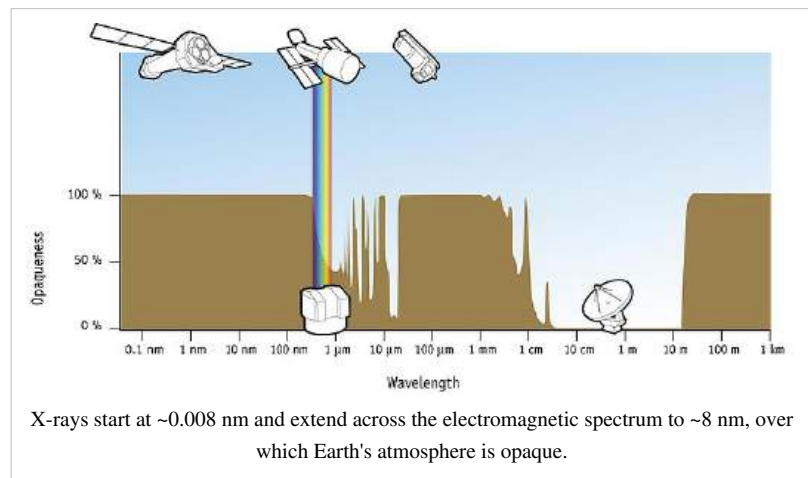 100 %
50 %
0 %
Opaqueness
0.1 nm 1 nm 10 nm 100 nm 1 μm 10 μm 100 μm 1 mm 1 cm 10 cm 1 m 10 m 100 m 1 km
Wavelength
X-rays start at ~0.008 nm and extend across the electromagnetic spectrum to ~8 nm, over
which Earth's atmosphere is opaque.